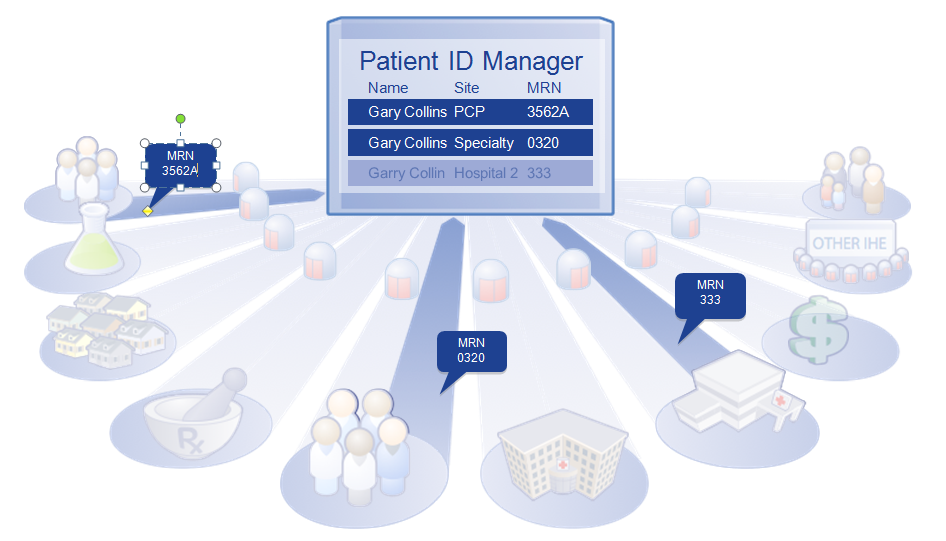 Patient ID Manager
Name Site MRN
Gary Collins PCP 3562A
Gary Collins Specialty 0320
Garry Collin Hospital 2 333
MRN
3562A
OTHER IHE
MRN
333
MRN
0320
Rx